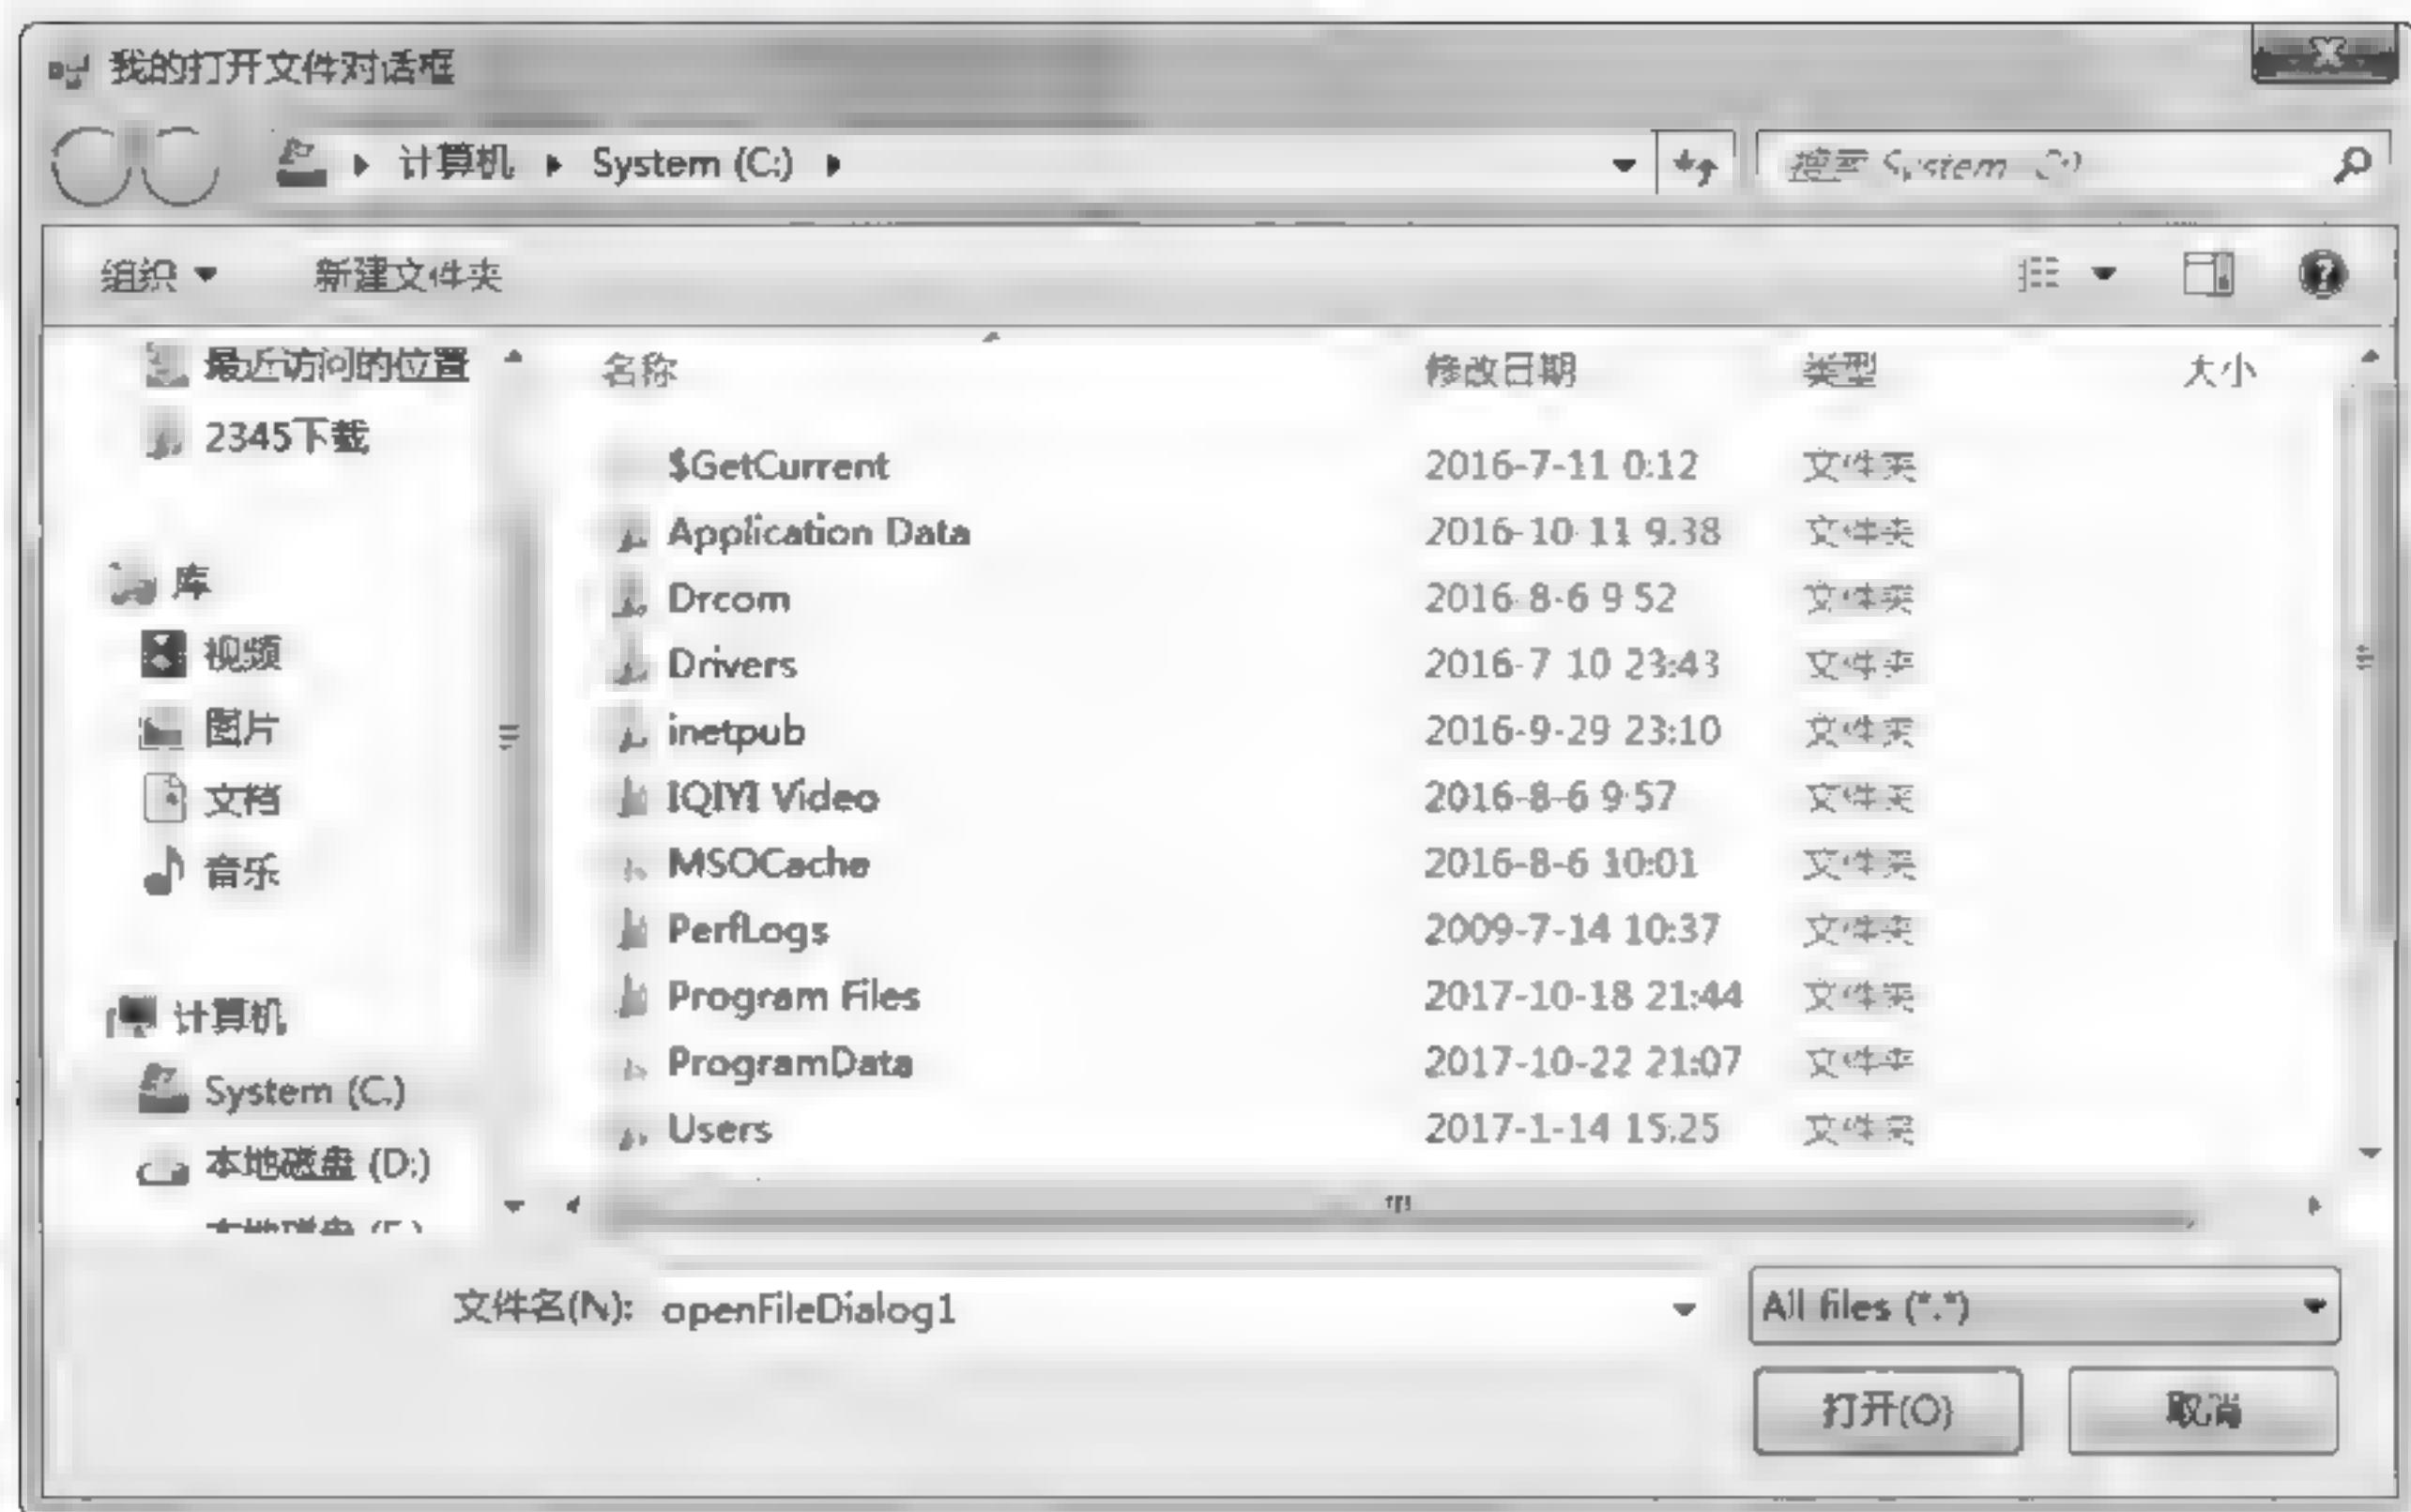 我的打开文件对话框
计算机 System (C:)
搜索 System (C:)
组织 新建文件夹
最近访问的位置
2345下载
库
视频
图片
文档
音乐
计算机
System (C:)
本地磁盘 (D:)
名称 修改日期 类型 大小
$GetCurrent 2016-7-11 0:12 文件夹
Application Data 2016-10-11 9:38 文件夹
Drcom 2016-8-6 9:52 文件夹
Drivers 2016-7-10 23:43 文件夹
inetpub 2016-9-29 23:10 文件夹
IQIYI Video 2016-8-6 9:57 文件夹
MSOCache 2016-8-6 10:01 文件夹
PerfLogs 2009-7-14 10:37 文件夹
Program Files 2017-10-18 21:44 文件夹
ProgramData 2017-10-22 21:07 文件夹
Users 2017-1-14 15:25 文件夹
文件名(N): openFileDialog1
All files (*.*)
打开(O) 取消